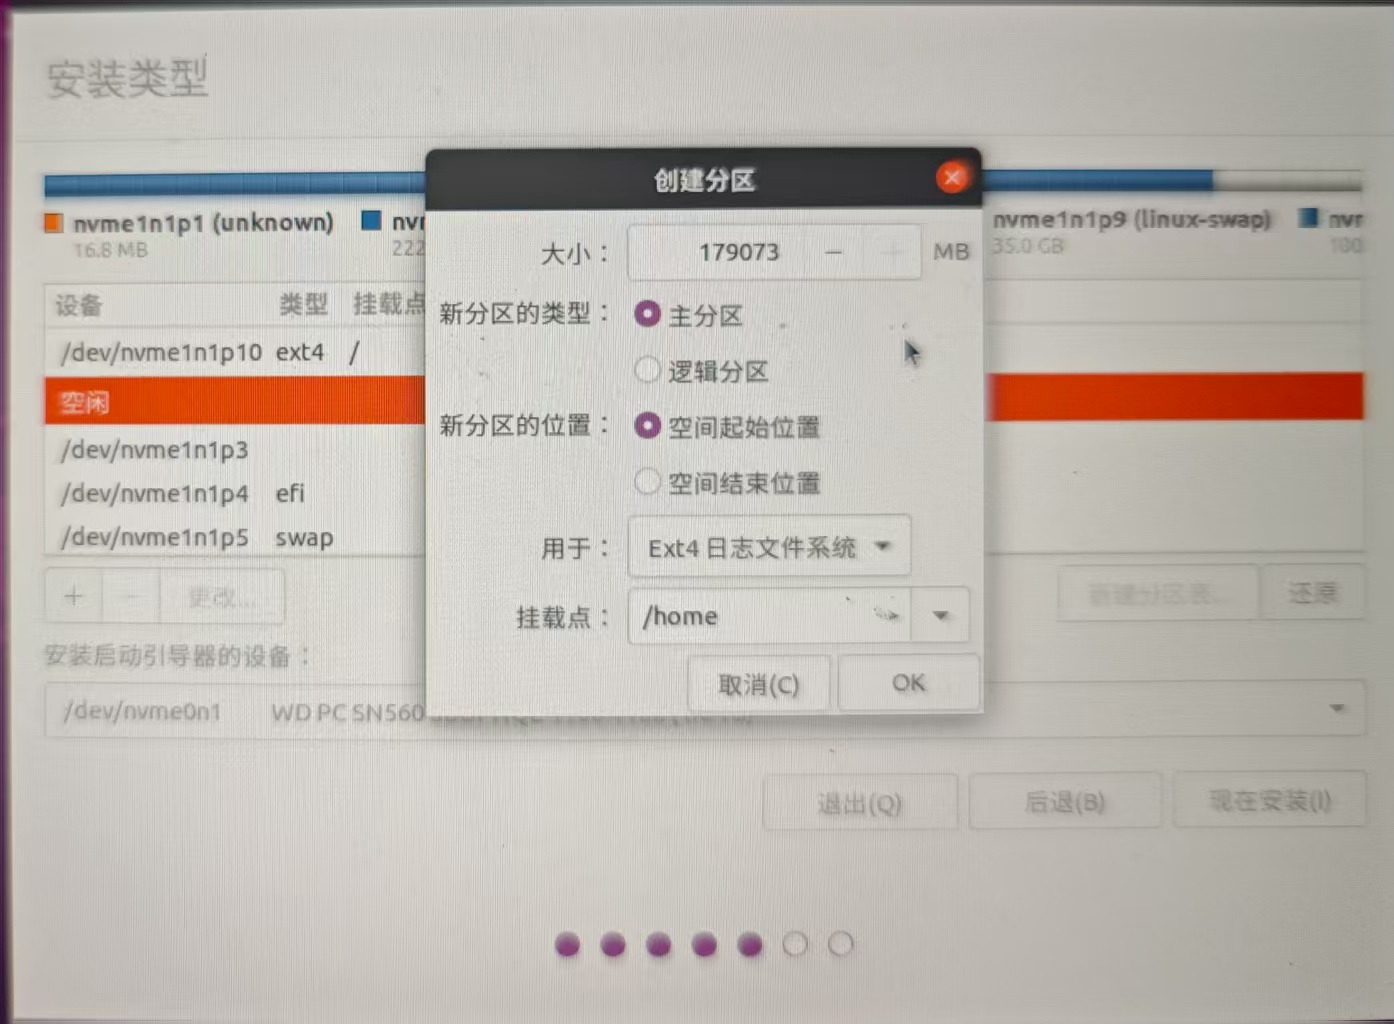 安装类型
创建分区
nvme1n1p1 (unknown)
nvr
nvme1n1p9 (linux-swap)
nvr
16.8 MB
222
35.0 GB
100
大小：
179073
MB
设备
类型
挂载点
新分区的类型：
主分区
/dev/nvme1n1p10
ext4
/
逻辑分区
空闲
新分区的位置：
空间起始位置
/dev/nvme1n1p3
空间结束位置
/dev/nvme1n1p4
efi
/dev/nvme1n1p5
swap
用于：
Ext4 日志文件系统
+
-
更改...
新建分区表...
还原
挂载点：
/home
安装启动引导器的设备：
取消(C)
OK
/dev/nvme0n1
WD PC SN560
退出(Q)
后退(B)
现在安装(I)